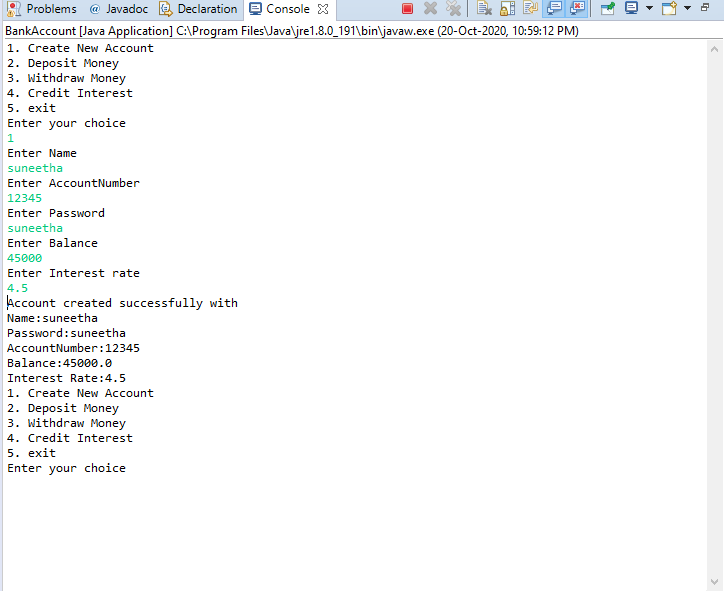 Problems @ Javadoc Declaration Console
BankAccount [Java Application] C:\Program Files\Java\jre1.8.0_191\bin\javaw.exe (20-Oct-2020, 10:59:12 PM)
1. Create New Account
2. Deposit Money
3. Withdraw Money
4. Credit Interest
5. exit
Enter your choice
1
Enter Name
suneetha
Enter AccountNumber
12345
Enter Password
suneetha
Enter Balance
45000
Enter Interest rate
4.5
Account created successfully with
Name:suneetha
Password:suneetha
AccountNumber:12345
Balance:45000.0
Interest Rate:4.5
1. Create New Account
2. Deposit Money
3. Withdraw Money
4. Credit Interest
5. exit
Enter your choice